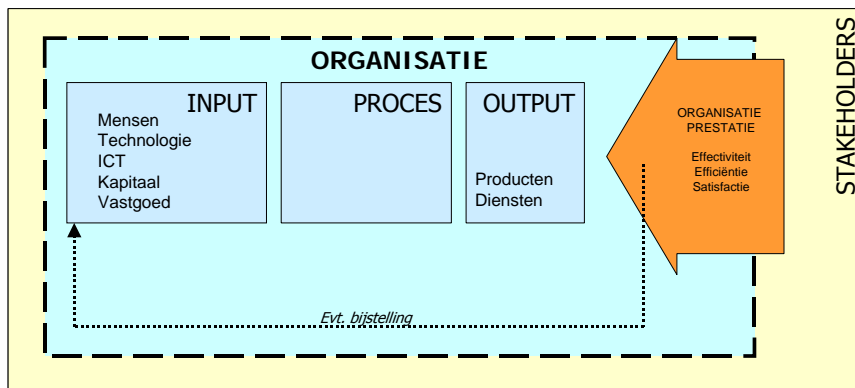 ORGANISATIE
INPUT
Mensen
Technologie
ICT
Kapitaal
Vastgoed
PROCES
OUTPUT
Producten
Diensten
ORGANISATIE
PRESTATIE
Effectiviteit
Efficiëntie
Satisfactie
STAKEHOLDERS
Evt. bijstelling